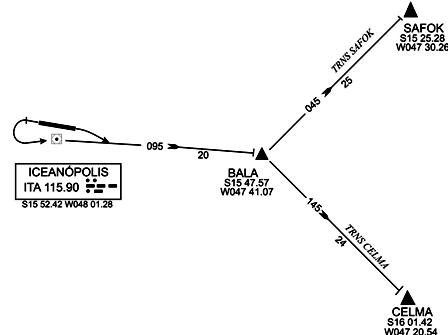 SAFOK
S15 25.28
W047 30.26
TRNS SAFOK
045
25
095
20
ICEANÓPOLIS
ITA 115.90
S15 52.42 W048 01.28
BALA
S15 47.57
W047 41.07
145
TRNS CELMA
24
CELMA
S16 01.42
W047 20.54